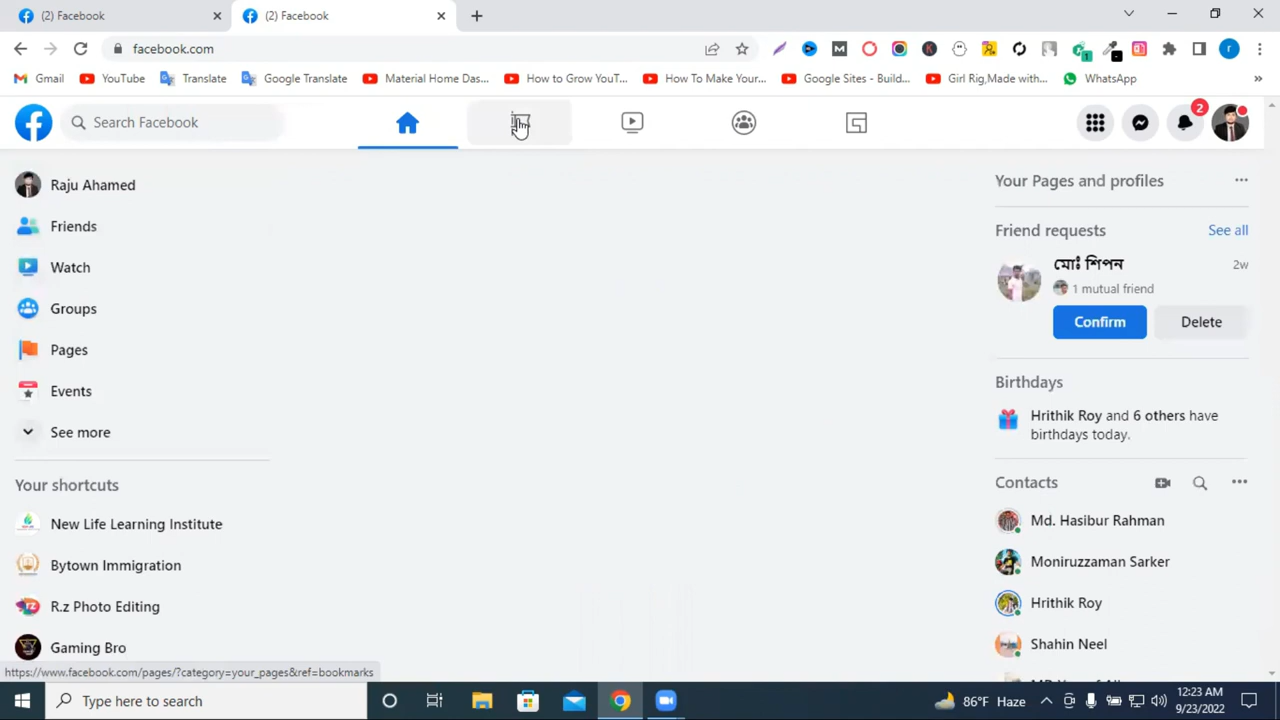 (2) Facebook
(2) Facebook
facebook.com
Gmail
YouTube
Translate
Google Translate
Material Home Das...
How to Grow YouT...
How To Make Your...
Google Sites - Build...
Girl Rig,Made with...
WhatsApp
Search Facebook
2
Raju Ahamed
Friends
Watch
Groups
Pages
Events
See more
Your shortcuts
New Life Learning Institute
Bytown Immigration
R.z Photo Editing
Gaming Bro
https://www.facebook.com/pages/?category=your_pages&ref=bookmarks
Your Pages and profiles
Friend requests
See all
মোঃ শিপন
2w
1 mutual friend
Confirm
Delete
Birthdays
Hrithik Roy and 6 others have
birthdays today.
Contacts
Md. Hasibur Rahman
Moniruzzaman Sarker
Hrithik Roy
Shahin Neel
Type here to search
86°F Haze
12:23 AM
9/23/2022